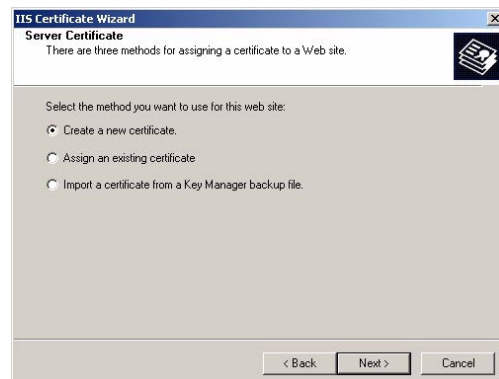 IIS Certificate Wizard
Server Certificate
There are three methods for assigning a certificate to a Web site.
Select the method you want to use for this web site:
Create a new certificate.
Assign an existing certificate
Import a certificate from a Key Manager backup file.
< Back
Next >
Cancel